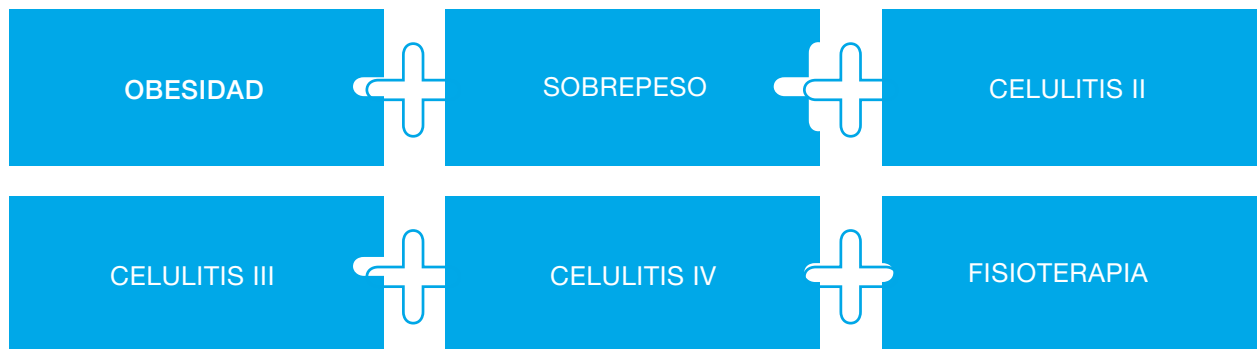 OBESIDAD
SOBREPESO
CELULITIS II
CELULITIS III
CELULITIS IV
FISIOTERAPIA